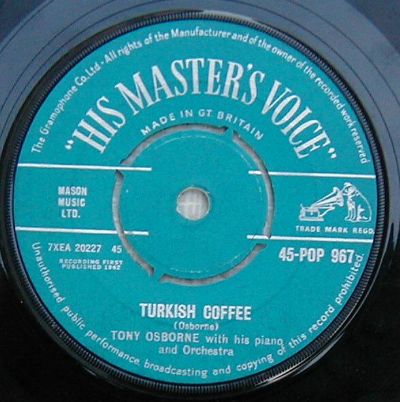 The Gramophone Co. Ltd. - All rights of the Manufacturer and of the owner of the recorded work reserved
"HIS MASTER'S VOICE"
MADE IN GT. BRITAIN
MASON
MUSIC
LTD.
TRADE MARK REGD.
7XEA 20227 45
45-POP 967
RECORDING FIRST
PUBLISHED 1962
TURKISH COFFEE
(Osborne)
TONY OSBORNE with his piano
and Orchestra
Unauthorised public performance, broadcasting and copying of this record prohibited.